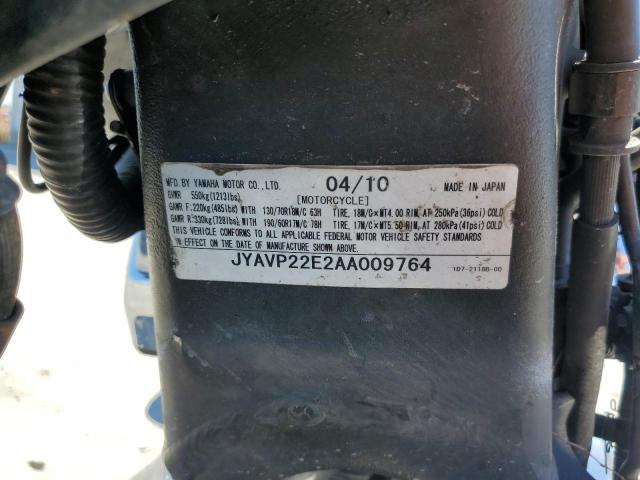 MFD. BY YAMAHA MOTOR CO., LTD. 04/10 MADE IN JAPAN
GVWR 550kg(1213lbs) [MOTORCYCLE]
GAWR F:220kg(485lbs) WITH 130/70R18M/C 63H TIRE, 18M/C×MT4.00 RIM, AT 250kPa(36psi) COLD
GAWR R:330kg(728lbs) WITH 190/60R17M/C 78H TIRE, 17M/C×MT5.50 RIM, AT 280kPa(41psi) COLD
THIS VEHICLE CONFORMS TO ALL APPLICABLE FEDERAL MOTOR VEHICLE SAFETY STANDARDS
IN EFFECT ON THE DATE OF MANUFACTURE SHOWN ABOVE.
JYAVP22E2AA009764
1D7-2118B-00
S